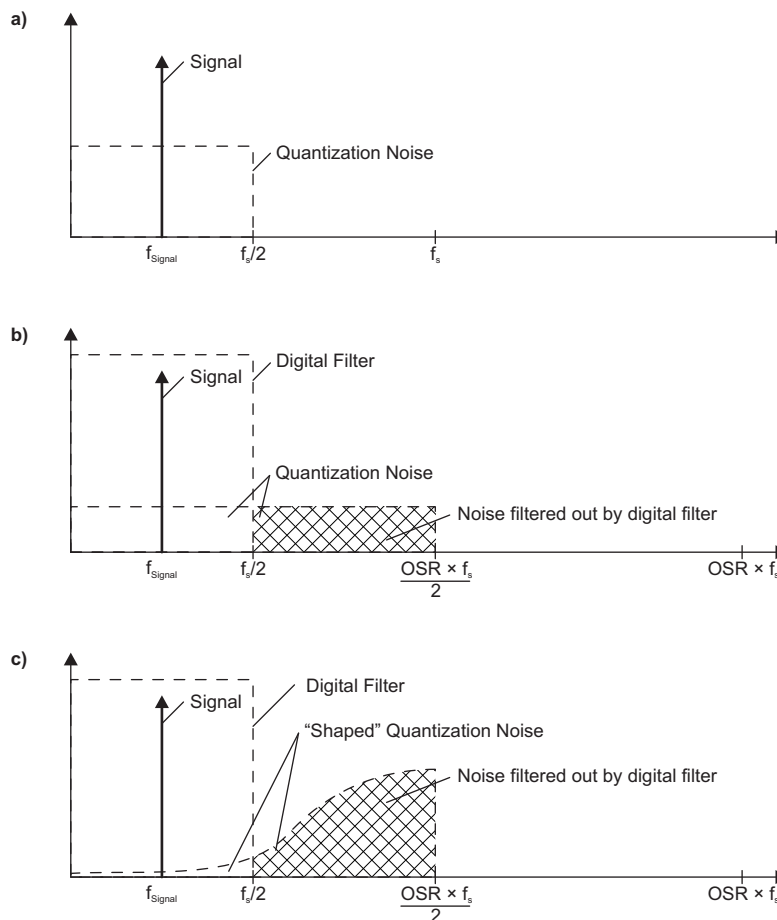 a)
Signal
Quantization Noise
fSignal fs/2 fs
b)
Digital Filter
Signal
Quantization Noise
Noise filtered out by digital filter
fSignal fs/2 OSR × fs OSR × fs
2
c)
Digital Filter
Signal
“Shaped” Quantization Noise
Noise filtered out by digital filter
fSignal fs/2 OSR × fs OSR × fs
2